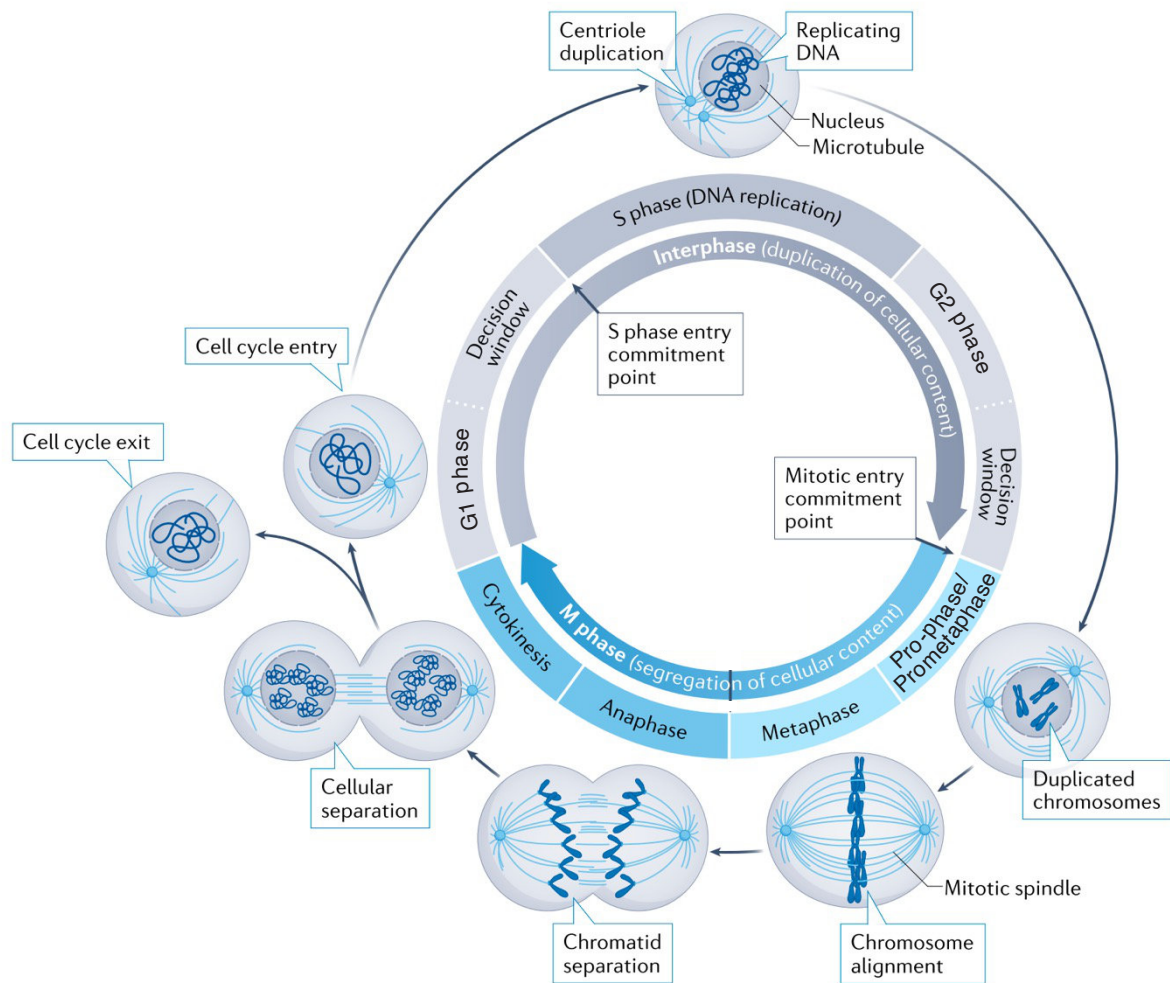 Centriole
duplication
Replicating
DNA
Nucleus
Microtubule
S phase (DNA replication)
Interphase (duplication of cellular content)
Decision
window
G2 phase
S phase entry
commitment
point
Cell cycle entry
Cell cycle exit
G1 phase
Decision
window
Mitotic entry
commitment
point
Cytokinesis
M phase (segregation of cellular content)
Pro-phase/
Prometaphase
Anaphase
Metaphase
Duplicated
chromosomes
Cellular
separation
Mitotic spindle
Chromatid
separation
Chromosome
alignment